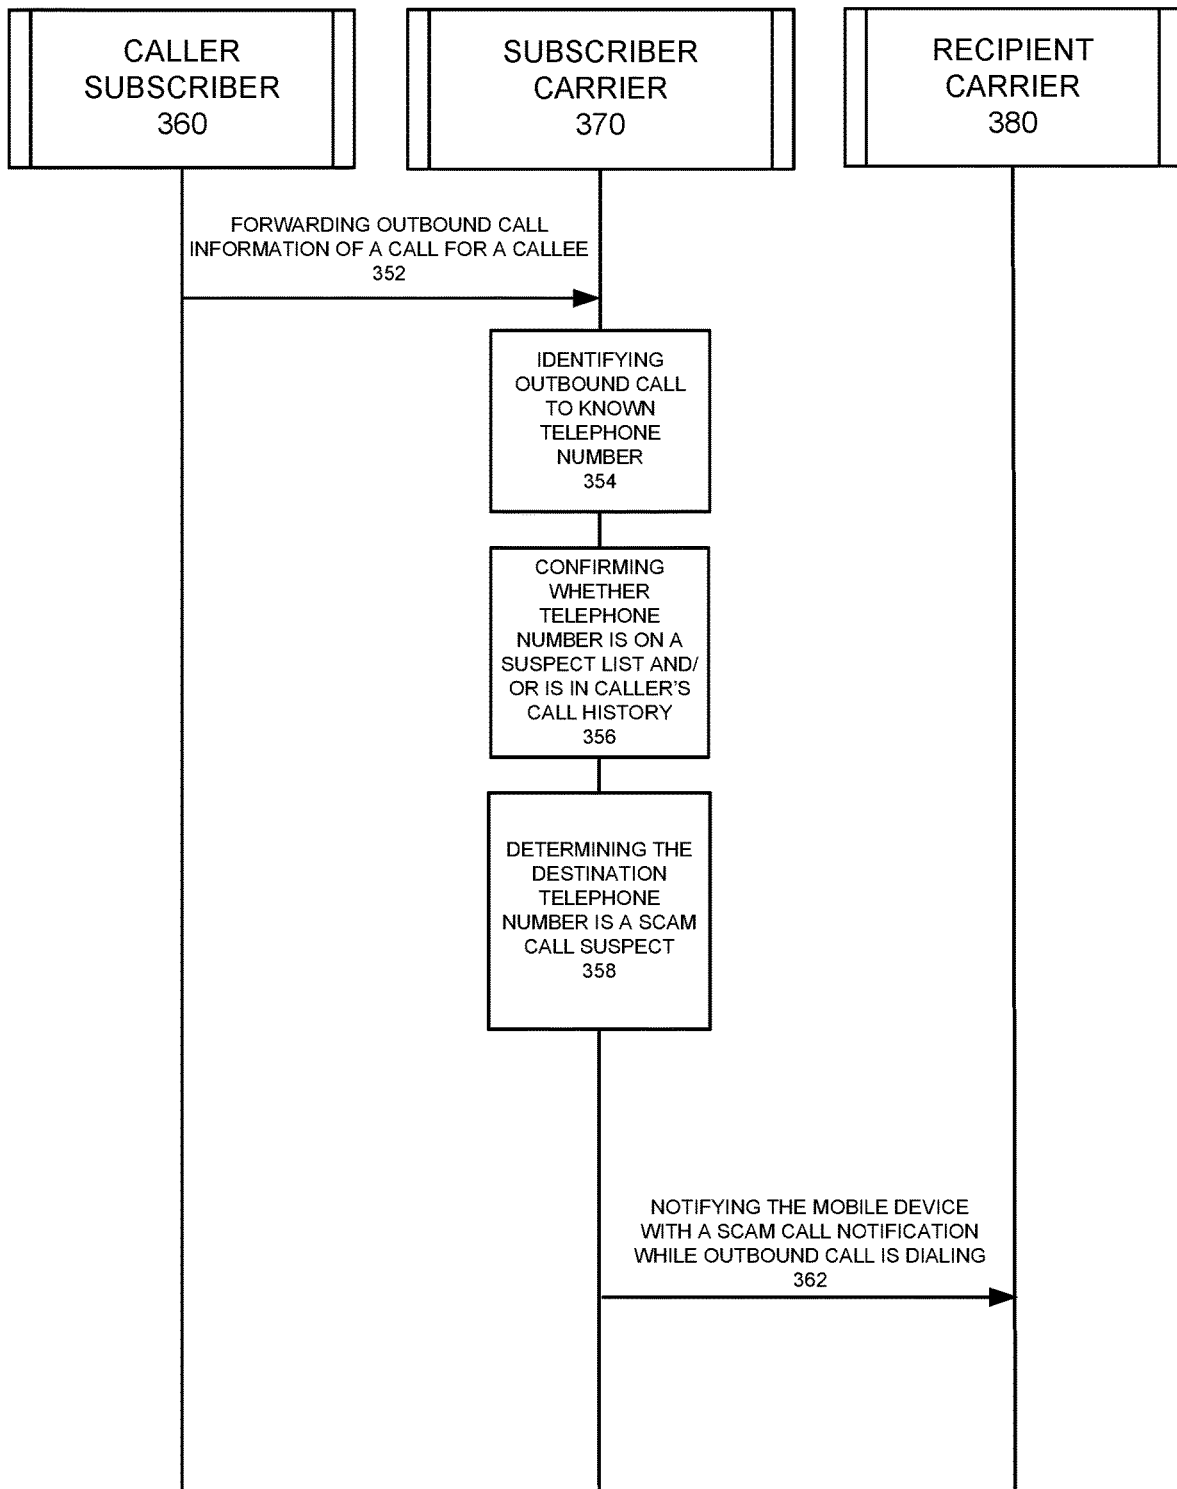 CALLER
SUBSCRIBER
360
SUBSCRIBER
CARRIER
370
RECIPIENT
CARRIER
380
FORWARDING OUTBOUND CALL
INFORMATION OF A CALL FOR A CALLEE
352
IDENTIFYING
OUTBOUND CALL
TO KNOWN
TELEPHONE
NUMBER
354
CONFIRMING
WHETHER
TELEPHONE
NUMBER IS ON A
SUSPECT LIST AND/
OR IS IN CALLER'S
CALL HISTORY
356
DETERMINING THE
DESTINATION
TELEPHONE
NUMBER IS A SCAM
CALL SUSPECT
358
NOTIFYING THE MOBILE DEVICE
WITH A SCAM CALL NOTIFICATION
WHILE OUTBOUND CALL IS DIALING
362